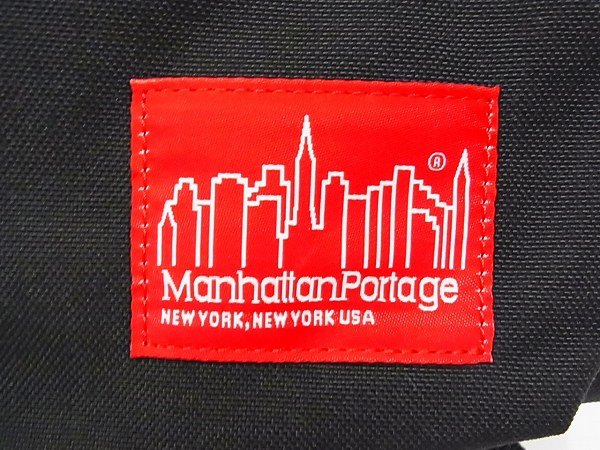 ®
ManhattanPortage
NEW YORK, NEW YORK USA